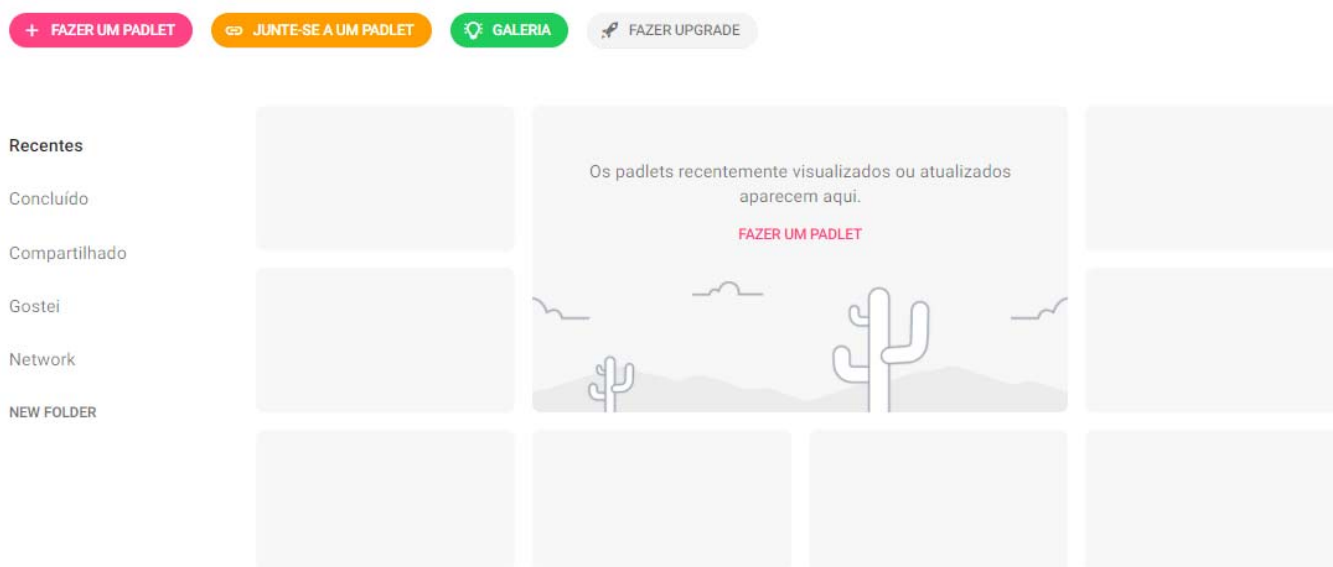 + FAZER UM PADLET
JUNTE-SE A UM PADLET
GALERIA
FAZER UPGRADE
Recentes
Concluído
Compartilhado
Gostei
Network
NEW FOLDER
Os padlets recentemente visualizados ou atualizados
aparecem aqui.
FAZER UM PADLET